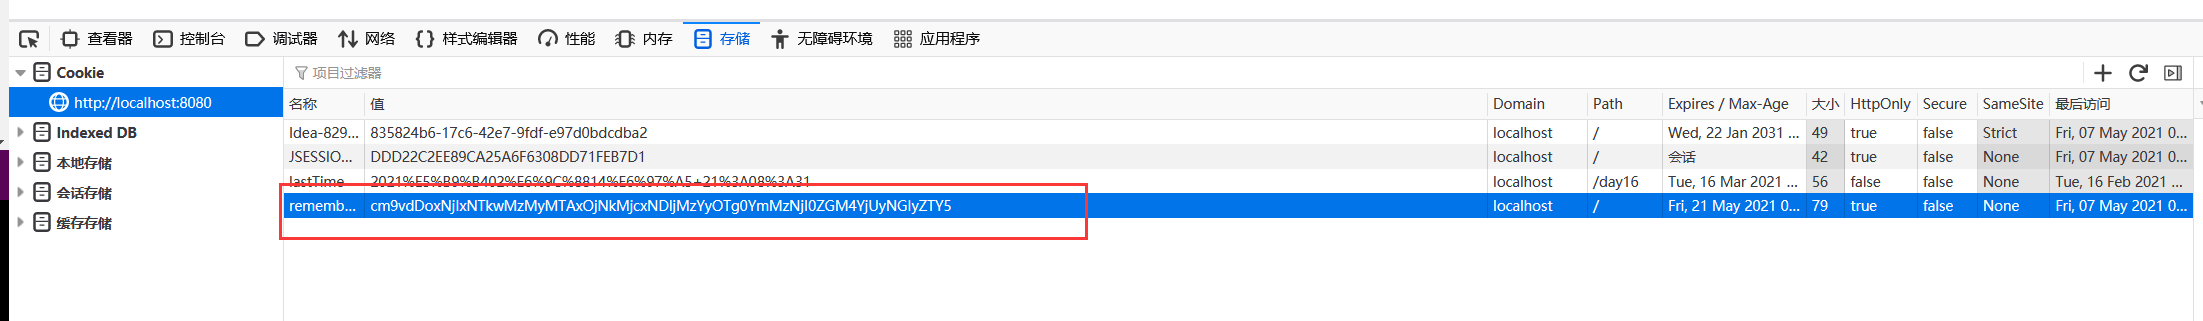 查看器 控制台 调试器 网络 样式编辑器 性能 内存 存储 无障碍环境 应用程序
Cookie
项目过滤器
http://localhost:8080
名称 值 Domain Path Expires / Max-Age 大小 HttpOnly Secure SameSite 最后访问
Indexed DB
Idea-829... 835824b6-17c6-42e7-9fdf-e97d0bdcdba2 localhost / Wed, 22 Jan 2031 ... 49 true false Strict Fri, 07 May 2021 0...
本地存储
JSESSIO... DDD22C2EE89CA25A6F6308DD71FEB7D1 localhost / 会话 42 true false None Fri, 07 May 2021 0...
会话存储
lastTime 2021%E5%B9%B402%E6%9C%8814%E6%97%A5+21%3A08%3A31 localhost /day16 Tue, 16 Mar 2021 ... 56 false false None Tue, 16 Feb 2021 ...
rememb... cm9vdDoxNjIxNTkwMzMyMTAxOjNkMjcxNDljMzYyOTg0YmMzNjI0ZGM4YjUyNGIyZTY5 localhost / Fri, 21 May 2021 0... 79 true false None Fri, 07 May 2021 0...
缓存存储